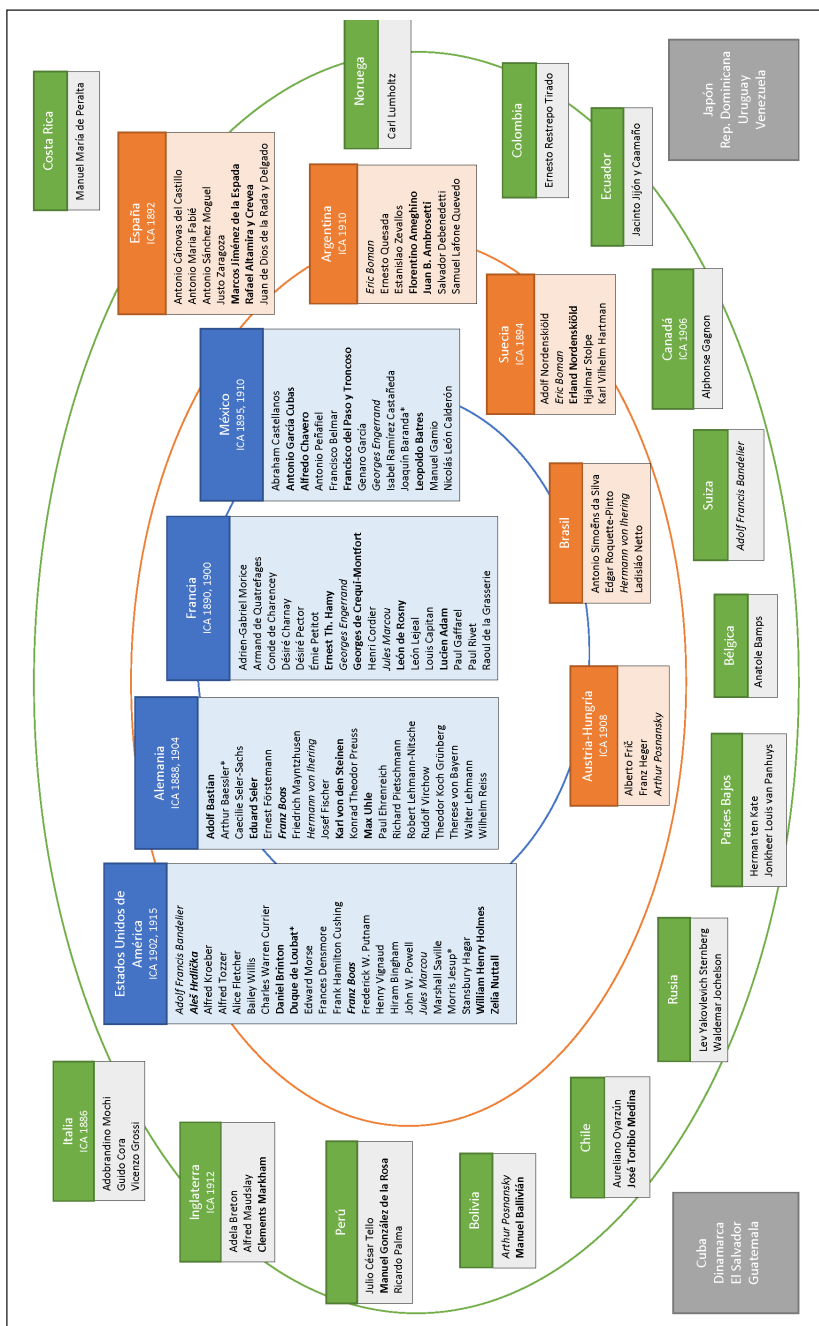 Italia
ICA 1886
Adobrandino Mochi
Guido Cora
Vicenzo Grossi
Costa Rica
Manuel María de Peralta
Inglaterra
ICA 1912
Adela Breton
Alfred Maudslay
Clements Markham
Estados Unidos de
América
ICA 1902, 1915
Adolf Francis Bandelier
Aleš Hrdlička
Alfred Kroeber
Alfred Tozzer
Alice Fletcher
Bailey Willis
Charles Warren Currier
Daniel Brinton
Duque de Loubat*
Edward Morse
Frances Densmore
Frank Hamilton Cushing
Franz Boas
Frederick W. Putnam
Henry Vignaud
Hiram Bingham
John W. Powell
Jules Marcou
Marshall Saville
Morris Jesup*
Stansbury Hagar
William Henry Holmes
Zelia Nuttall
Alemania
ICA 1888, 1904
Adolf Bastian
Arthur Baessler*
Caecilie Seler-Sachs
Eduard Seler
Ernest Förstemann
Franz Boas
Friedrich Mayntzhusen
Hermann von Ihering
Josef Fischer
Karl von den Steinen
Konrad Theodor Preuss
Max Uhle
Paul Ehrenreich
Richard Pietschmann
Robert Lehmann-Nitsche
Rudolf Virchow
Theodor Koch Grünberg
Therese von Bayern
Walter Lehmann
Wilhelm Reiss
Francia
ICA 1890, 1900
Adrien-Gabriel Morice
Armand de Quatrefages
Conde de Charencey
Désiré Charnay
Désiré Pector
Émie Petitot
Ernest Th. Hamy
Georges Engerrand
Georges de Crequi-Montfort
Henri Cordier
Jules Marcou
León de Rosny
León Lejeal
Louis Capitan
Lucien Adam
Paul Gaffarel
Paul Rivet
Raoul de la Grasserie
México
ICA 1895, 1910
Abraham Castellanos
Antonio García Cubas
Alfredo Chavero
Antonio Peñafiel
Francisco Belmar
Francisco del Paso y Troncoso
Genaro García
Georges Engerrand
Isabel Ramírez Castañeda
Joaquín Baranda*
Leopoldo Batres
Manuel Gamio
Nicolás León Calderón
España
ICA 1892
Antonio Cánovas del Castillo
Antonio María Fabié
Antonio Sánchez Moguel
Justo Zaragoza
Marcos Jiménez de la Espada
Rafael Altamira y Crevea
Juan de Dios de la Rada y Delgado
Argentina
ICA 1910
Eric Boman
Ernesto Quesada
Estanislao Zevallos
Florentino Ameghino
Juan B. Ambrosetti
Salvador Debenedetti
Samuel Lafone Quevedo
Noruega
Carl Lumholtz
Perú
Julio César Tello
Manuel González de la Rosa
Ricardo Palma
Suecia
ICA 1894
Adolf Nordenskiöld
Eric Boman
Erland Nordenskiöld
Hjalmar Stolpe
Karl Vilhelm Hartman
Colombia
Ernesto Restrepo Tirado
Bolivia
Arthur Posnansky
Manuel Ballivián
Austria-Hungría
ICA 1908
Alberto Frič
Franz Heger
Arthur Posnansky
Brasil
Antonio Simoêns da Silva
Edgar Roquette-Pinto
Hermann von Ihering
Ladisláo Netto
Ecuador
Jacinto Jijón y Caamaño
Chile
Aureliano Oyarzún
José Toribio Medina
Rusia
Lev Yakovlevich Sternberg
Waldemar Jochelson
Países Bajos
Herman ten Kate
Jonkheer Louis van Panhuys
Bélgica
Anatole Bamps
Suiza
Adolf Francis Bandelier
Canadá
ICA 1906
Alphonse Gagnon
Cuba
Dinamarca
El Salvador
Guatemala
Japón
Rep. Dominicana
Uruguay
Venezuela